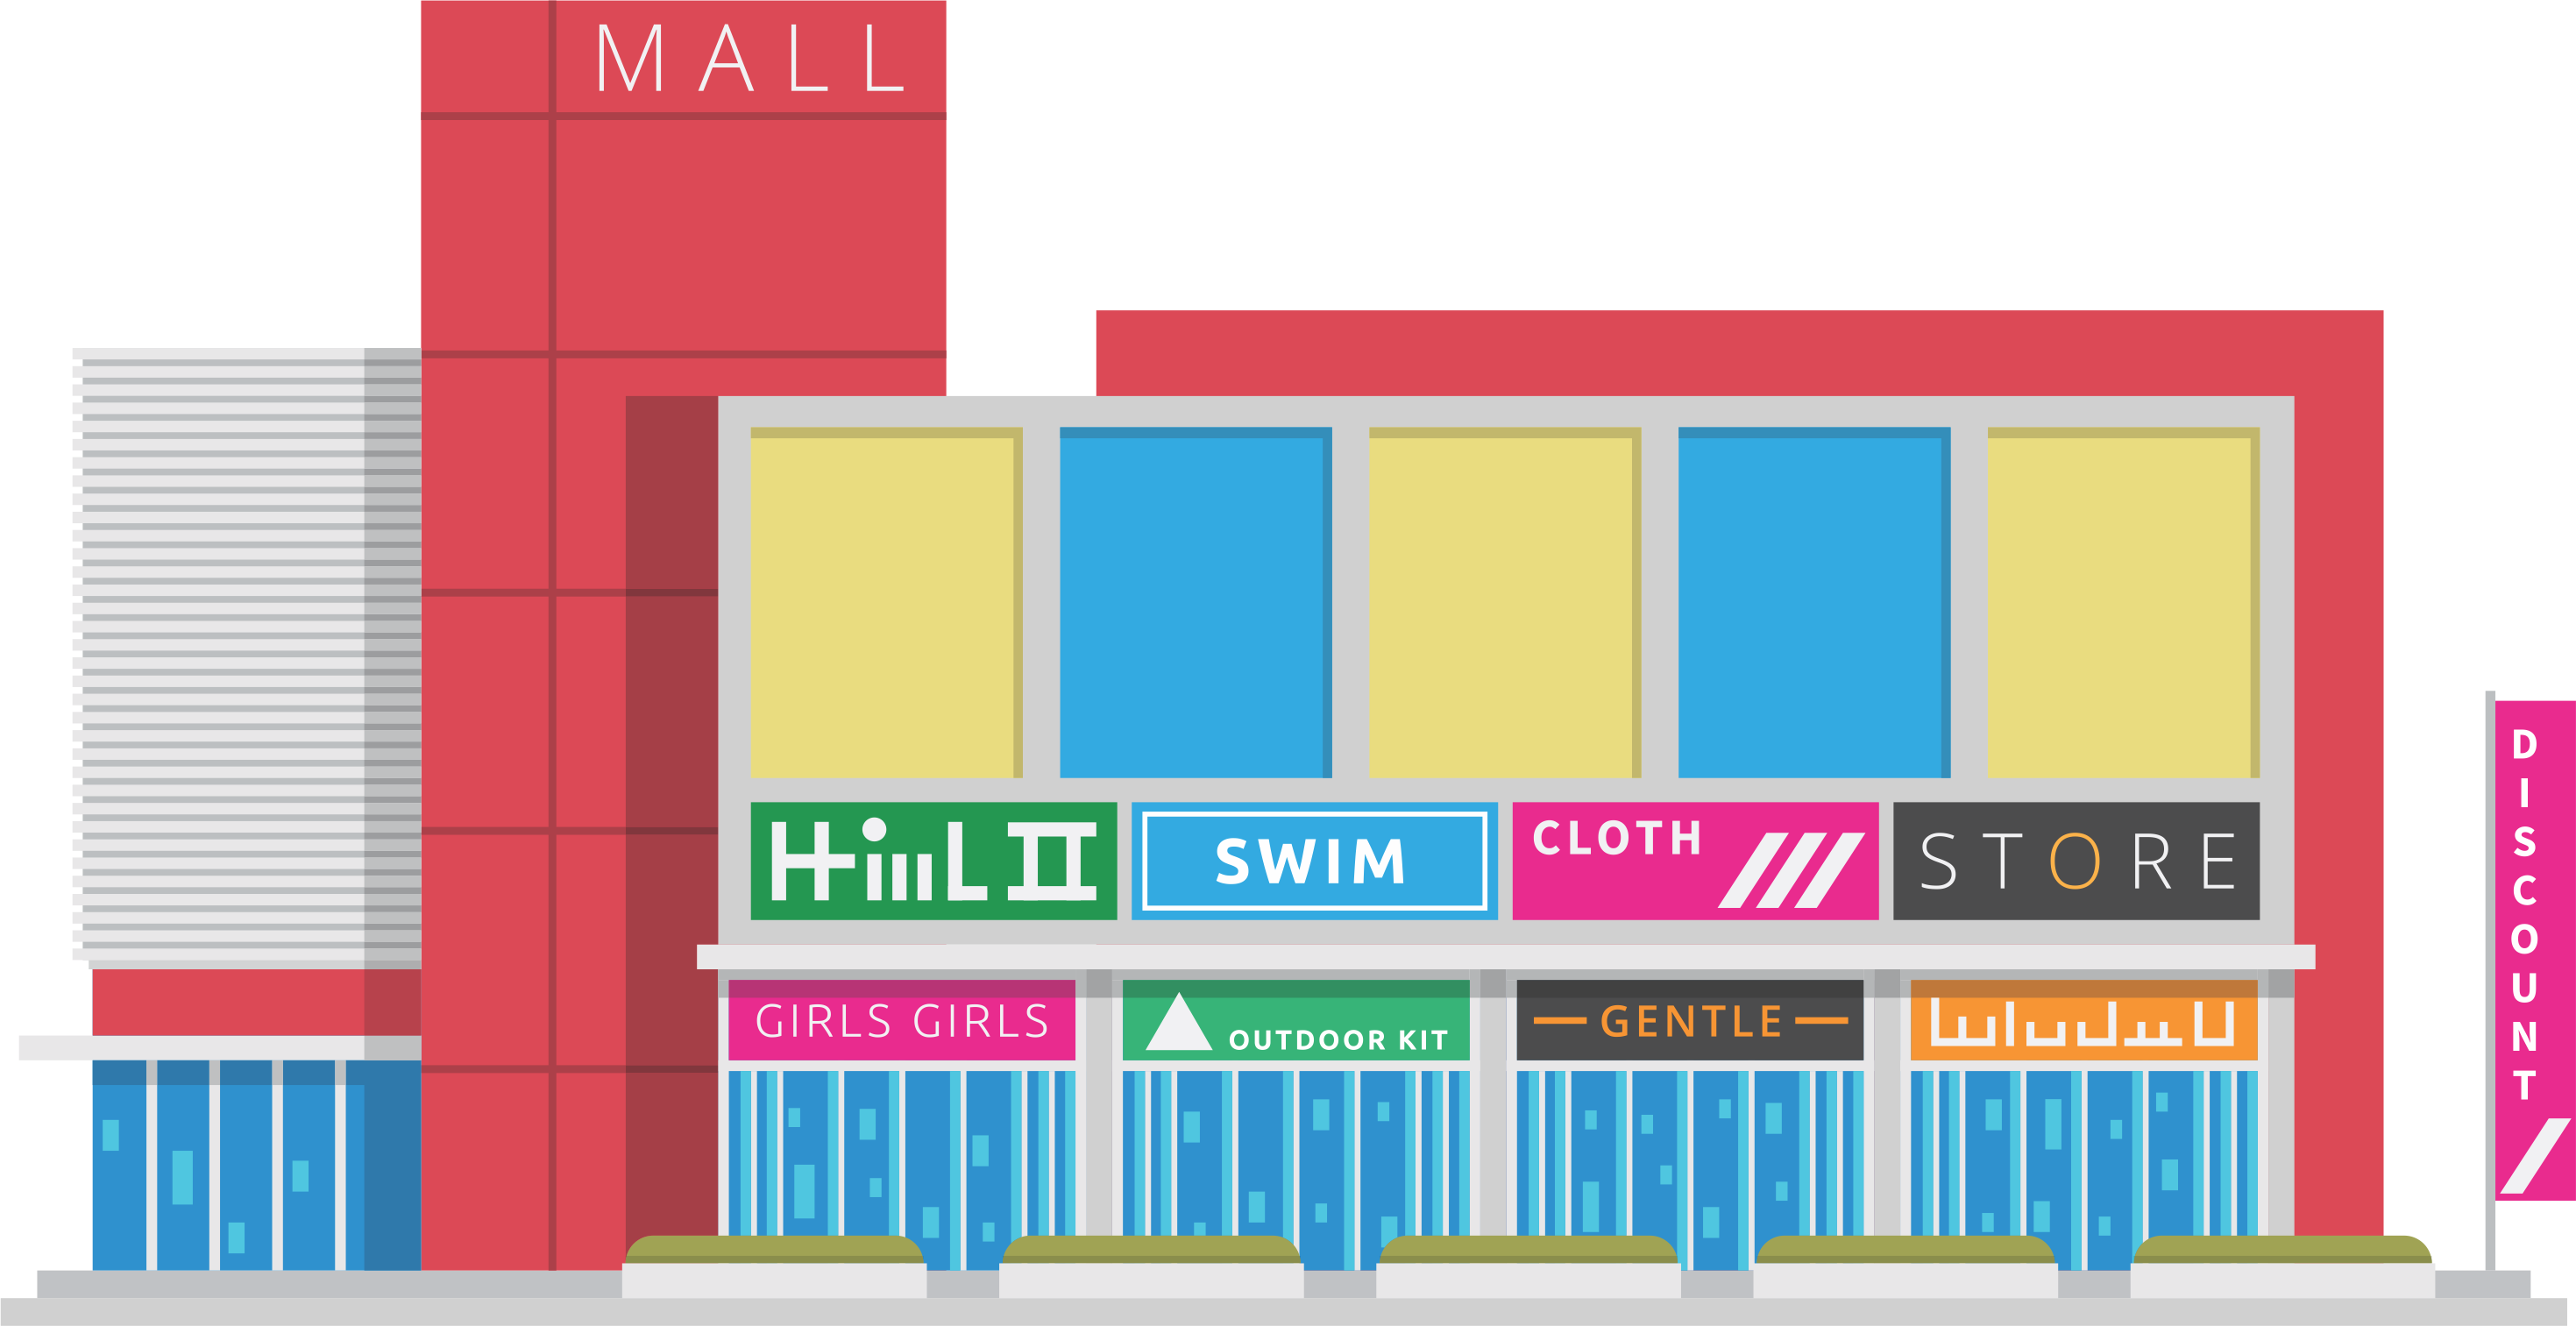 MALL
SWIM
CLOTH
STORE
GIRLS GIRLS
OUTDOOR KIT
GENTLE
DISCOUNT